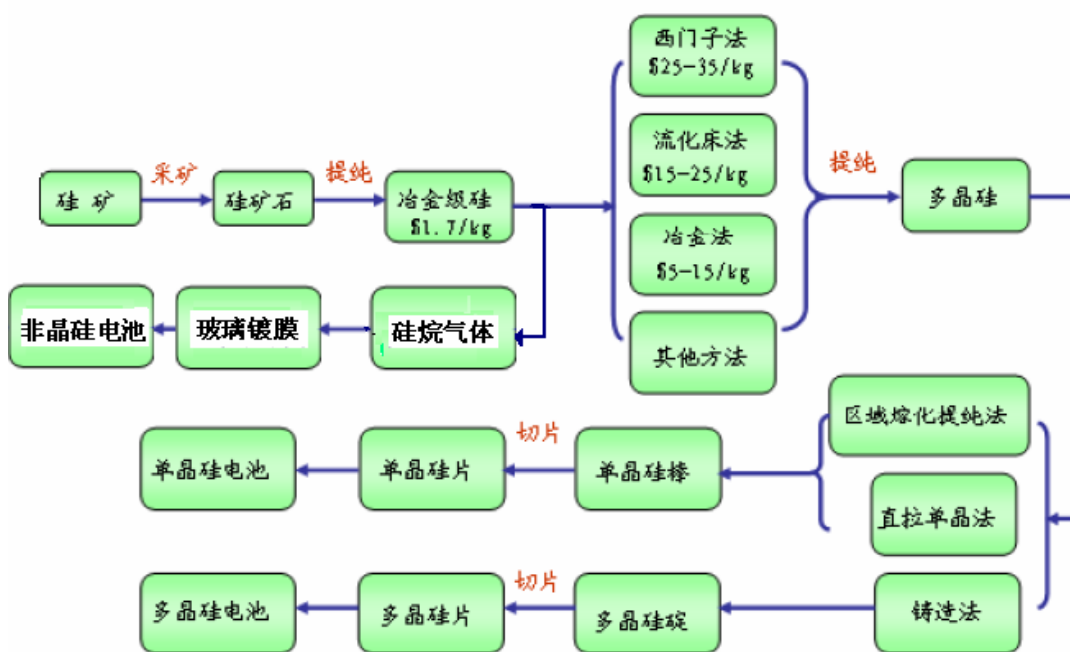 西门子法
$25-35/kg
流化床法
$15-25/kg
采矿
提纯
提纯
硅 矿
硅矿石
冶金级硅
$1.7/kg
多晶硅
冶金法
$5-15/kg
非晶硅电池
玻璃镀膜
硅烷气体
其他方法
区域熔化提纯法
切片
单晶硅电池
单晶硅片
单晶硅棒
直拉单晶法
切片
多晶硅电池
多晶硅片
多晶硅碇
铸造法